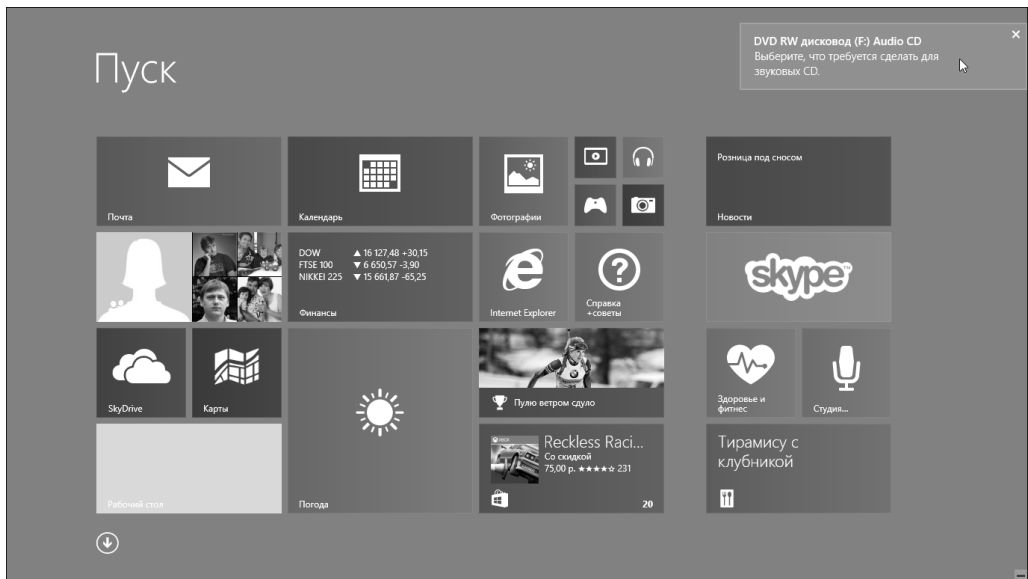 Пуск
DVD RW дисковод (F:) Audio CD
Выберите, что требуется сделать для
звуковых CD.
Почта
Календарь
Фотографии
Розница под сносом
Новости
DOW ▲ 16 127,48 +30,15
FTSE 100 ▼ 6 650,57 -3,90
NIKKEI 225 ▼ 15 661,87 -65,25
Финансы
Internet Explorer
Справка
+советы
skype™
SkyDrive
Карты
Погода
Пулю ветром сдуло
Здоровье и
фитнес
Студия...
Рабочий стол
XBOX
Reckless Raci...
Со скидкой
75,00 р. ★★★★☆ 231
20
Тирамису с
клубникой